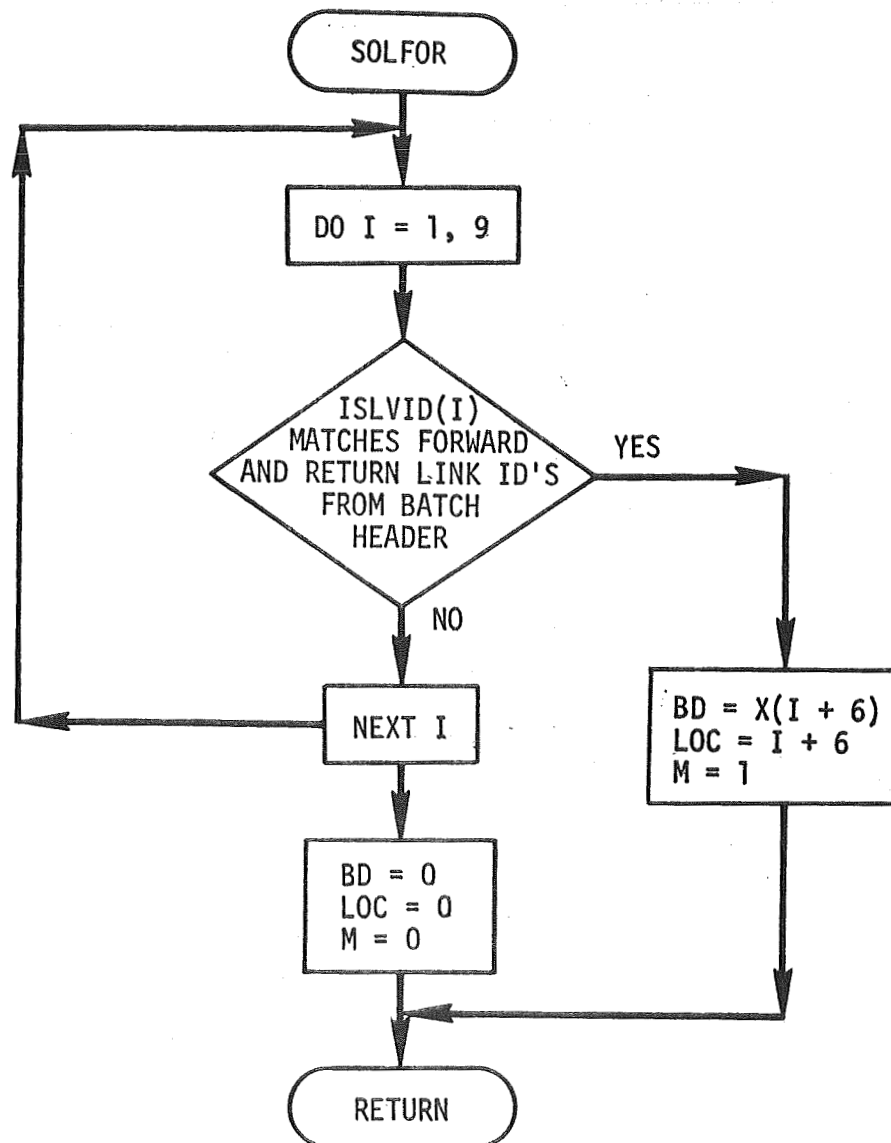 SOLFOR
DO I = 1, 9
ISLVID(I)
MATCHES FORWARD
AND RETURN LINK ID'S
FROM BATCH
HEADER
YES
NO
NEXT I
BD = X(I + 6)
LOC = I + 6
M = 1
BD = 0
LOC = 0
M = 0
RETURN